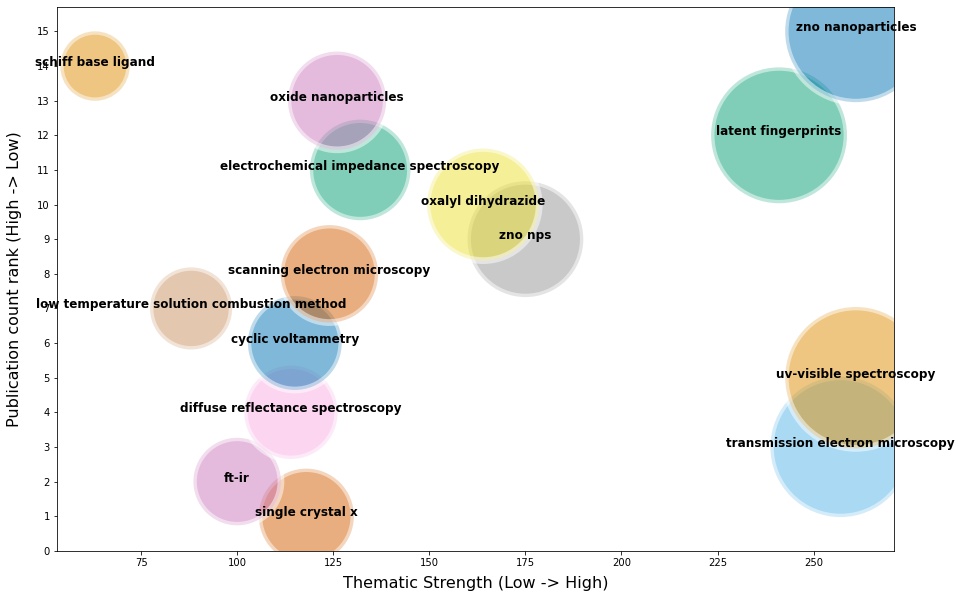 15
zno nanoparticles
14
schiff base ligand
13
oxide nanoparticles
12
latent fingerprints
11
electrochemical impedance spectroscopy
10
oxalyl dihydrazide
9
zno nps
8
scanning electron microscopy
7
low temperature solution combustion method
6
cyclic voltammetry
5
uv-visible spectroscopy
4
diffuse reflectance spectroscopy
3
transmission electron microscopy
2
ft-ir
1
single crystal x
0
75 100 125 150 175 200 225 250
Thematic Strength (Low -> High)
Publication count rank (High -> Low)